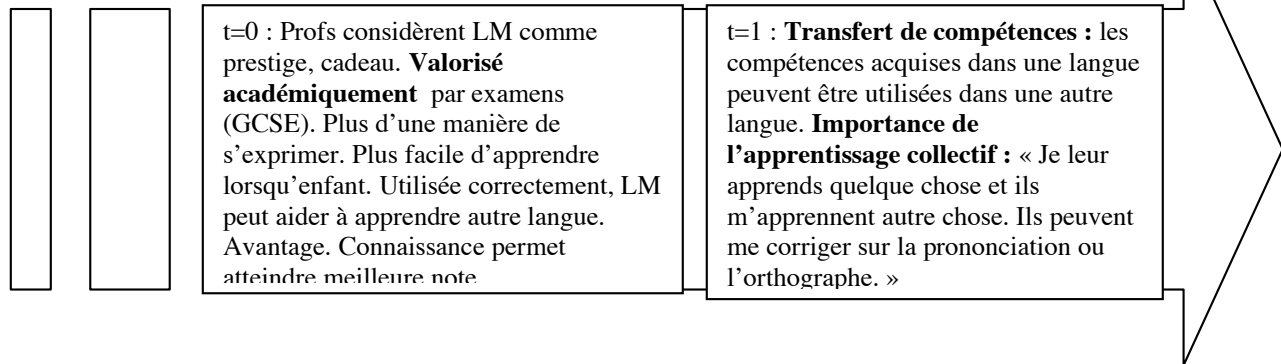 t=0 : Profs considèrent LM comme
prestige, cadeau. Valorisé
académiquement par examens
(GCSE). Plus d’une manière de
s’exprimer. Plus facile d’apprendre
lorsqu’enfant. Utilisée correctement, LM
peut aider à apprendre autre langue.
Avantage. Connaissance permet
atteindre meilleure note
t=1 : Transfert de compétences : les
compétences acquises dans une langue
peuvent être utilisées dans une autre
langue. Importance de
l’apprentissage collectif : « Je leur
apprends quelque chose et ils
m’apprennent autre chose. Ils peuvent
me corriger sur la prononciation ou
l’orthographe. »